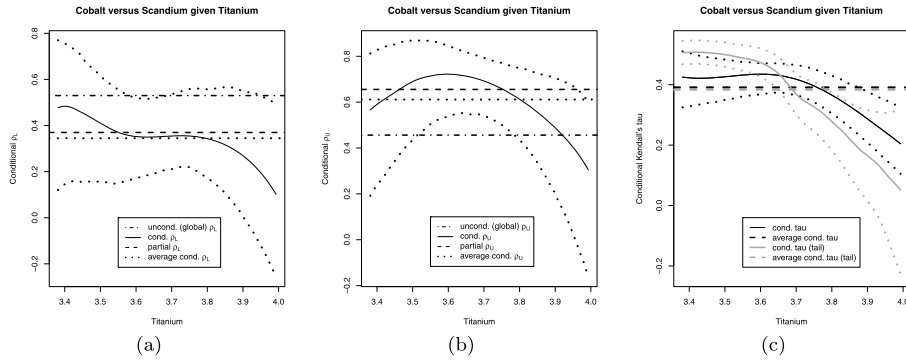 Cobalt versus Scandium given Titanium
Conditional ρL
0.8
0.6
0.4
0.2
0.0
−0.2
uncond. (global) ρL
cond. ρL
partial ρL
average cond. ρL
3.4 3.5 3.6 3.7 3.8 3.9 4.0
Titanium
(a)
Cobalt versus Scandium given Titanium
Conditional ρU
0.8
0.6
0.4
0.2
0.0
−0.2
uncond. (global) ρU
cond. ρU
partial ρU
average cond. ρU
3.4 3.5 3.6 3.7 3.8 3.9 4.0
Titanium
(b)
Cobalt versus Scandium given Titanium
Conditional Kendall's tau
0.4
0.2
0.0
−0.2
cond. tau
average cond. tau
cond. tau (tail)
average cond. tau (tail)
3.4 3.5 3.6 3.7 3.8 3.9 4.0
Titanium
(c)